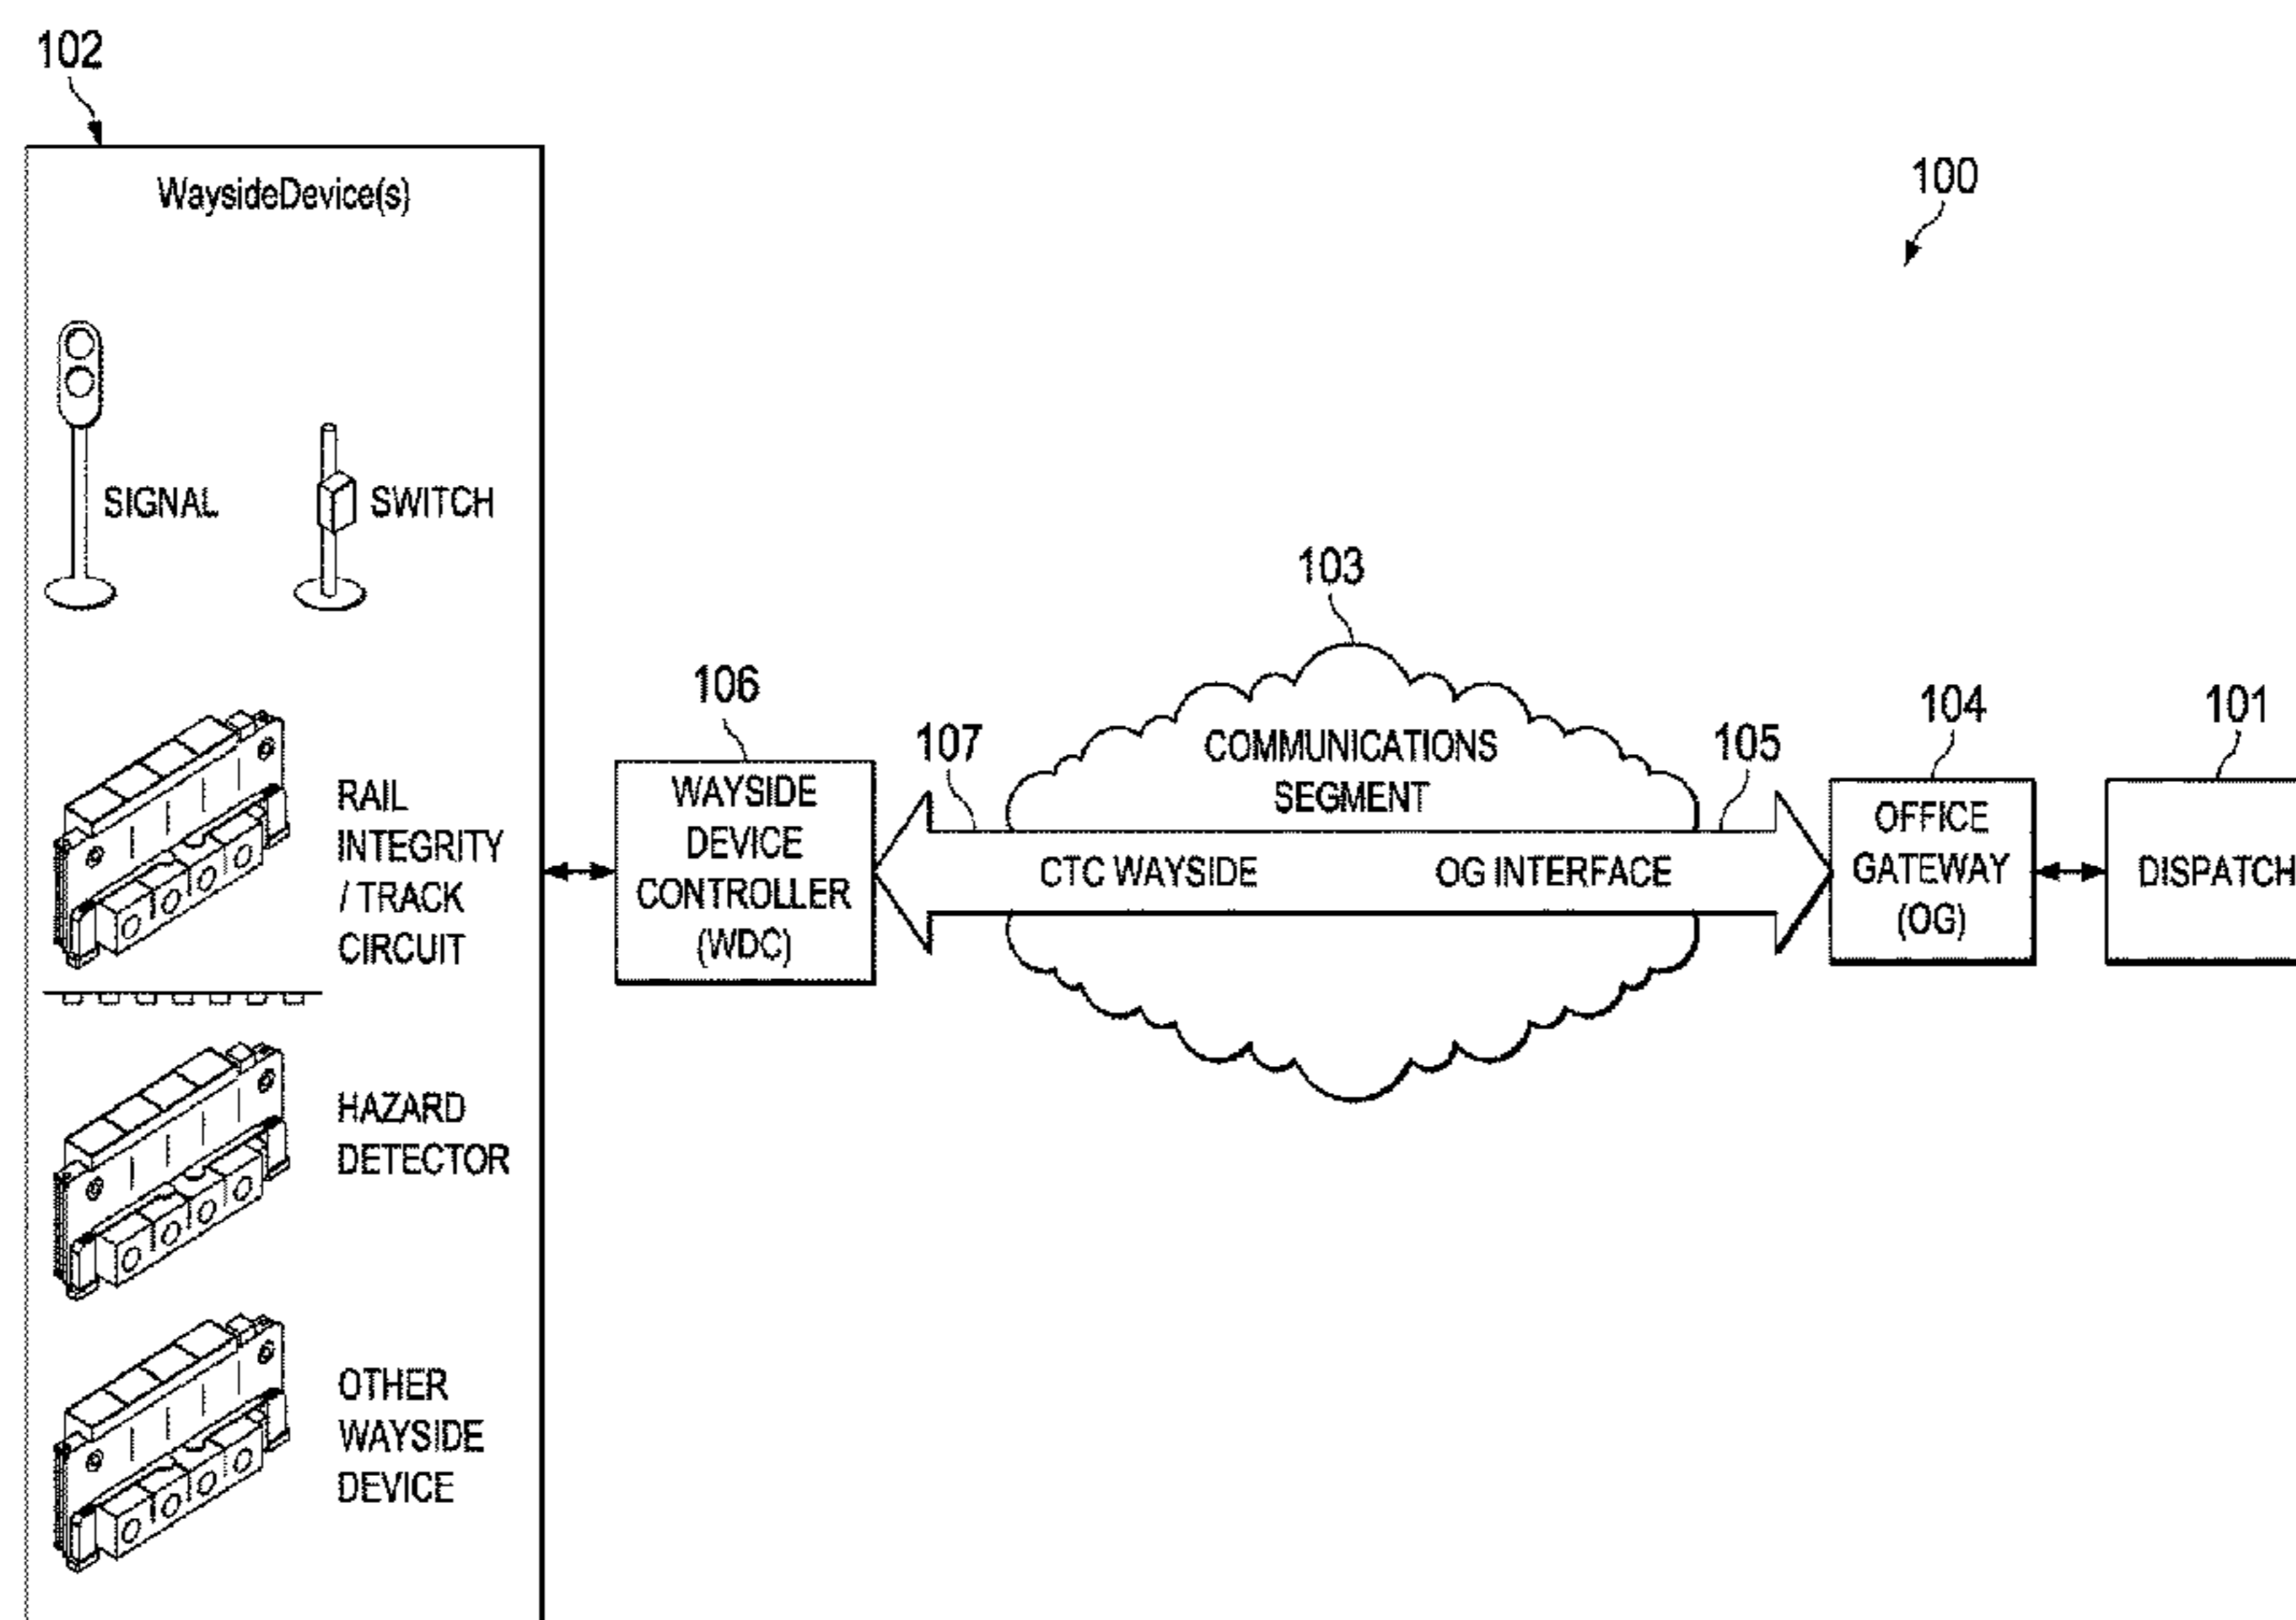 102
WaysideDevice(s)
100
SIGNAL
SWITCH
103
106
107
COMMUNICATIONS
SEGMENT
105
104
101
RAIL
INTEGRITY
/ TRACK
CIRCUIT
WAYSIDE
DEVICE
CONTROLLER
(WDC)
CTC WAYSIDE
OG INTERFACE
OFFICE
GATEWAY
(OG)
DISPATCH
HAZARD
DETECTOR
OTHER
WAYSIDE
DEVICE